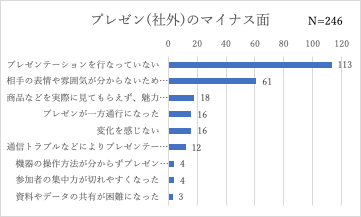 プレゼン(社外)のマイナス面
N=246
0 20 40 60 80 100 120
プレゼンテーションを行なっていない 113
相手の表情や雰囲気が分からないため… 61
商品などを実際に見てもらえず、魅力… 18
プレゼンが一方通行になった 16
変化を感じない 16
通信トラブルなどによりプレゼンテー… 12
機器の操作方法が分からずプレゼン… 4
参加者の集中力が切れやすくなった 4
資料やデータの共有が困難になった 3